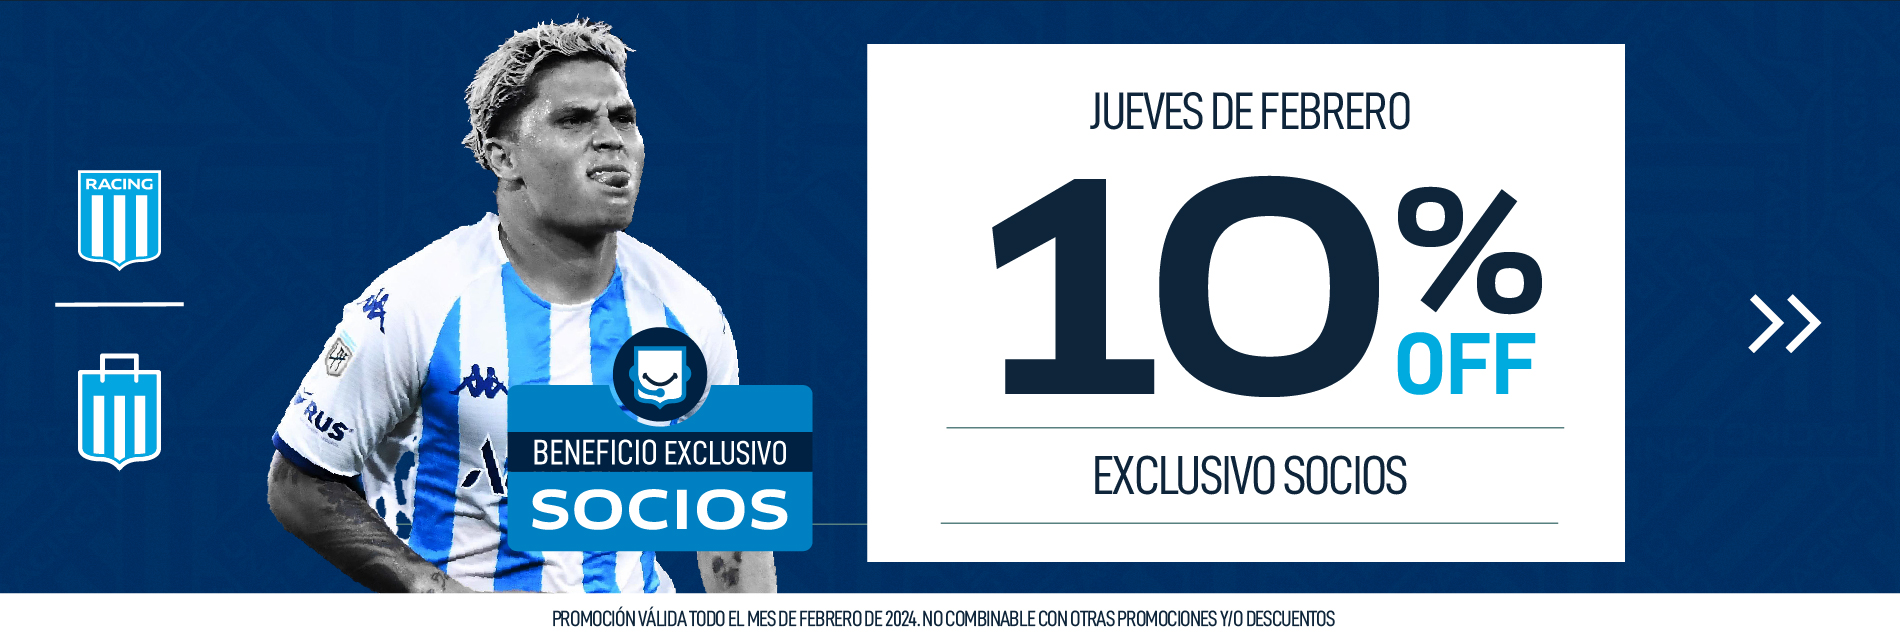 RACING
RUS
BENEFICIO EXCLUSIVO
SOCIOS
JUEVES DE FEBRERO
10%
OFF
EXCLUSIVO SOCIOS
PROMOCIÓN VÁLIDA TODO EL MES DE FEBRERO DE 2024. NO COMBINABLE CON OTRAS PROMOCIONES Y/O DESCUENTOS